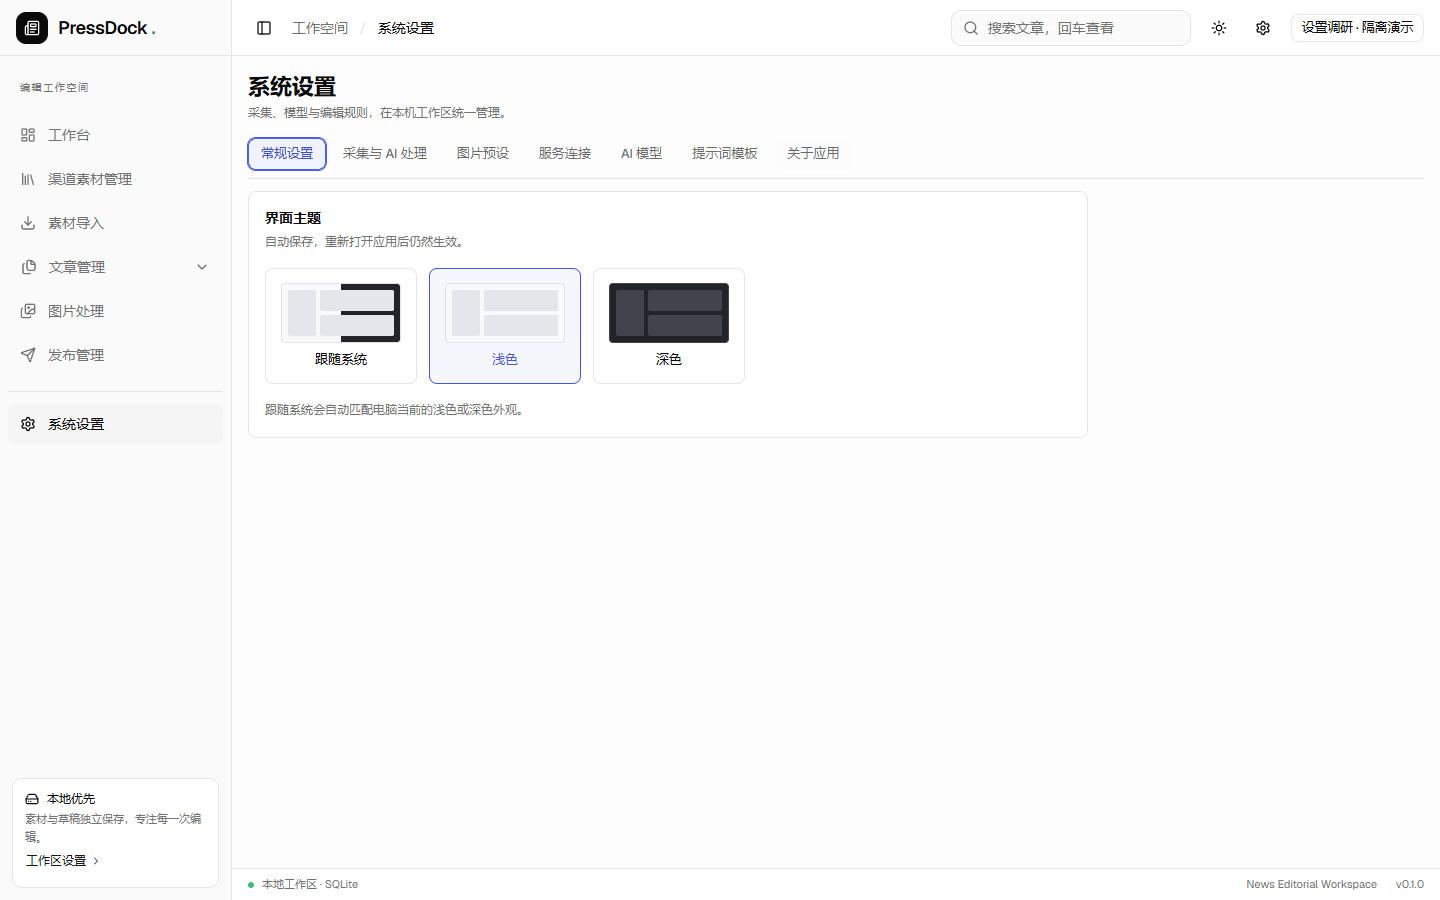 PressDock.
工作空间 / 系统设置
搜索文章，回车查看
设置调研 · 隔离演示
编辑工作空间
工作台
渠道素材管理
素材导入
文章管理
图片处理
发布管理
系统设置
本地优先
素材与草稿独立保存，专注每一次编
辑。
工作区设置
系统设置
采集、模型与编辑规则，在本机工作区统一管理。
常规设置 采集与 AI 处理 图片预设 服务连接 AI 模型 提示词模板 关于应用
界面主题
自动保存，重新打开应用后仍然生效。
跟随系统 浅色 深色
跟随系统会自动匹配电脑当前的浅色或深色外观。
本地工作区 · SQLite
News Editorial Workspace v0.1.0